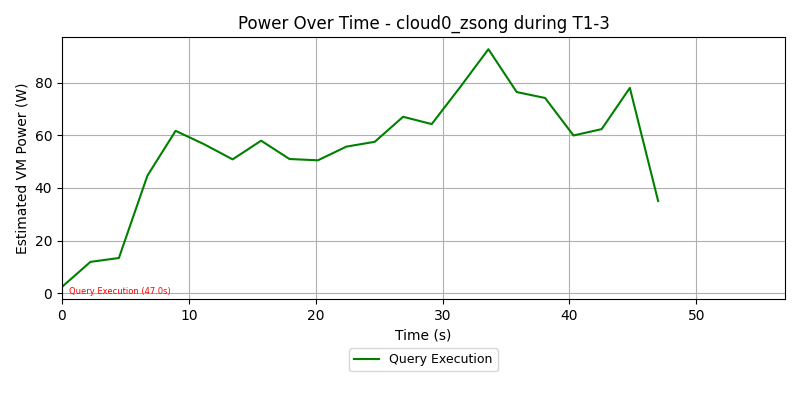 Power Over Time - cloud0_zsong during T1-3
Estimated VM Power (W)
80
60
40
20
0
Query Execution (47.0s)
0 10 20 30 40 50
Time (s)
Query Execution